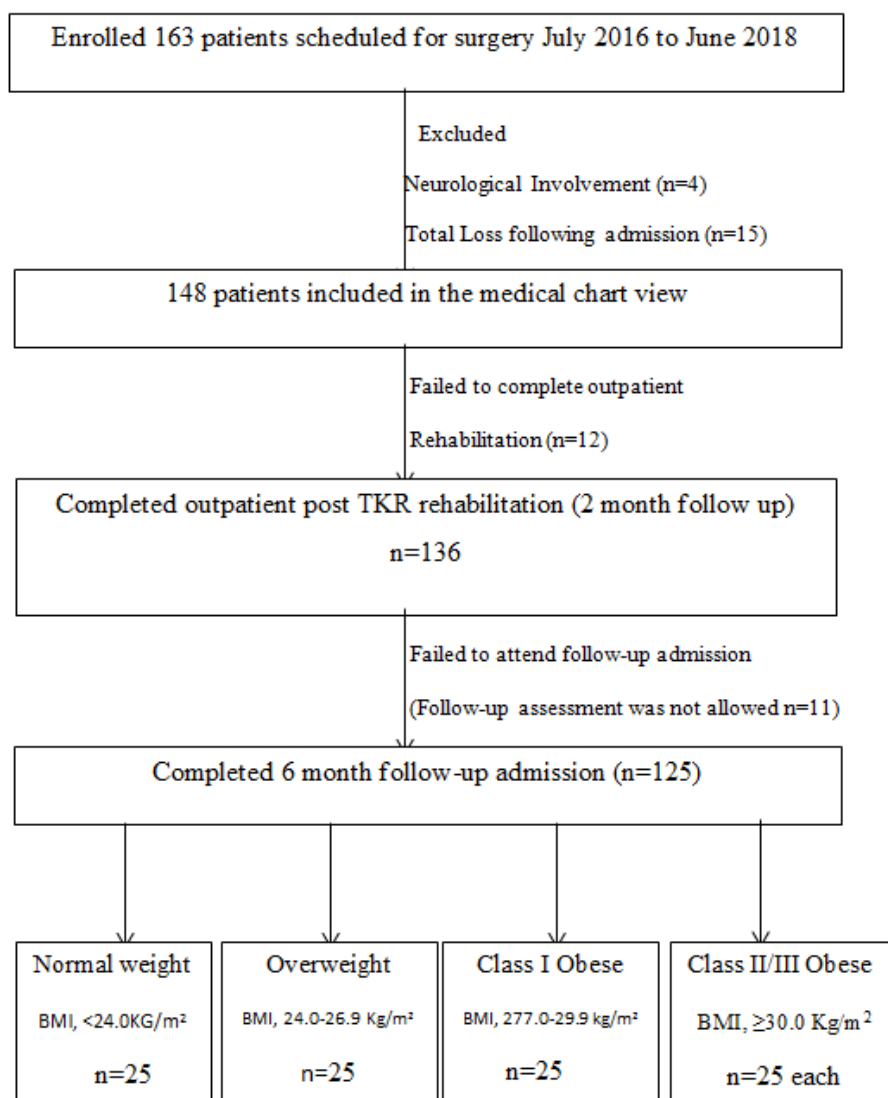 Enrolled 163 patients scheduled for surgery July 2016 to June 2018
Excluded
Neurological Involvement (n=4)
Total Loss following admission (n=15)
148 patients included in the medical chart view
Failed to complete outpatient
Rehabilitation (n=12)
Completed outpatient post TKR rehabilitation (2 month follow up)
n=136
Failed to attend follow-up admission
(Follow-up assessment was not allowed n=11)
Completed 6 month follow-up admission (n=125)
Normal weight
BMI, <24.0KG/m²
n=25
Overweight
BMI, 24.0-26.9 Kg/m²
n=25
Class I Obese
BMI, 277.0-29.9 kg/m²
n=25
Class II/III Obese
BMI, ≥30.0 Kg/m²
n=25 each